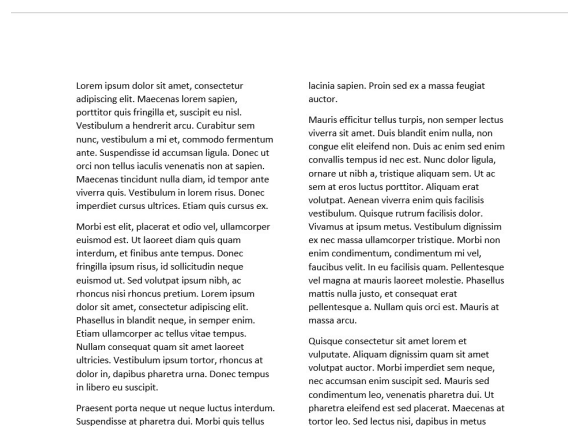 Lorem ipsum dolor sit amet, consectetur
adipiscing elit. Maecenas lorem sapien,
porttitor quis fringilla et, suscipit eu nisl.
Vestibulum a hendrerit arcu. Curabitur sem
nunc, vestibulum a mi et, commodo fermentum
ante. Suspendisse id accumsan ligula. Donec ut
orci non tellus iaculis venenatis non at sapien.
Maecenas tincidunt nulla diam, id tempor ante
viverra quis. Vestibulum in lorem risus. Donec
imperdiet cursus ultrices. Etiam quis cursus ex.
Morbi est elit, placerat et odio vel, ullamcorper
euismod est. Ut laoreet diam quis quam
interdum, et finibus ante tempus. Donec
fringilla ipsum risus, id sollicitudin neque
euismod ut. Sed volutpat ipsum nibh, ac
rhoncus nisi rhoncus pretium. Lorem ipsum
dolor sit amet, consectetur adipiscing elit.
Phasellus in blandit neque, in semper enim.
Etiam ullamcorper ac tellus vitae tempus.
Nullam consequat quam sit amet laoreet
ultricies. Vestibulum ipsum tortor, rhoncus at
dolor in, dapibus pharetra urna. Donec tempus
in libero eu suscipit.
Praesent porta neque ut neque luctus interdum.
Suspendisse at pharetra dui. Morbi quis tellus
lacinia sapien. Proin sed ex a massa feugiat
auctor.
Mauris efficitur tellus turpis, non semper lectus
viverra sit amet. Duis blandit enim nulla, non
congue elit eleifend non. Duis ac enim sed enim
convallis tempus id nec est. Nunc dolor ligula,
ornare ut nibh a, tristique aliquam sem. Ut ac
sem at eros luctus porttitor. Aliquam erat
volutpat. Aenean viverra enim quis facilisis
vestibulum. Quisque rutrum facilisis dolor.
Vivamus at ipsum metus. Vestibulum dignissim
ex nec massa ullamcorper tristique. Morbi non
enim condimentum, condimentum mi vel,
faucibus velit. In eu facilisis quam. Pellentesque
vel magna at mauris laoreet molestie. Phasellus
mattis nulla justo, et consequat erat
pellentesque a. Nullam quis orci est. Mauris at
massa arcu.
Quisque consectetur sit amet lorem et
vulputate. Aliquam dignissim quam sit amet
volutpat auctor. Morbi imperdiet sem neque,
nec accumsan enim suscipit sed. Mauris sed
condimentum leo, venenatis pharetra dui. Ut
pharetra eleifend est sed placerat. Maecenas at
tortor leo. Sed lectus nisi, dapibus in metus